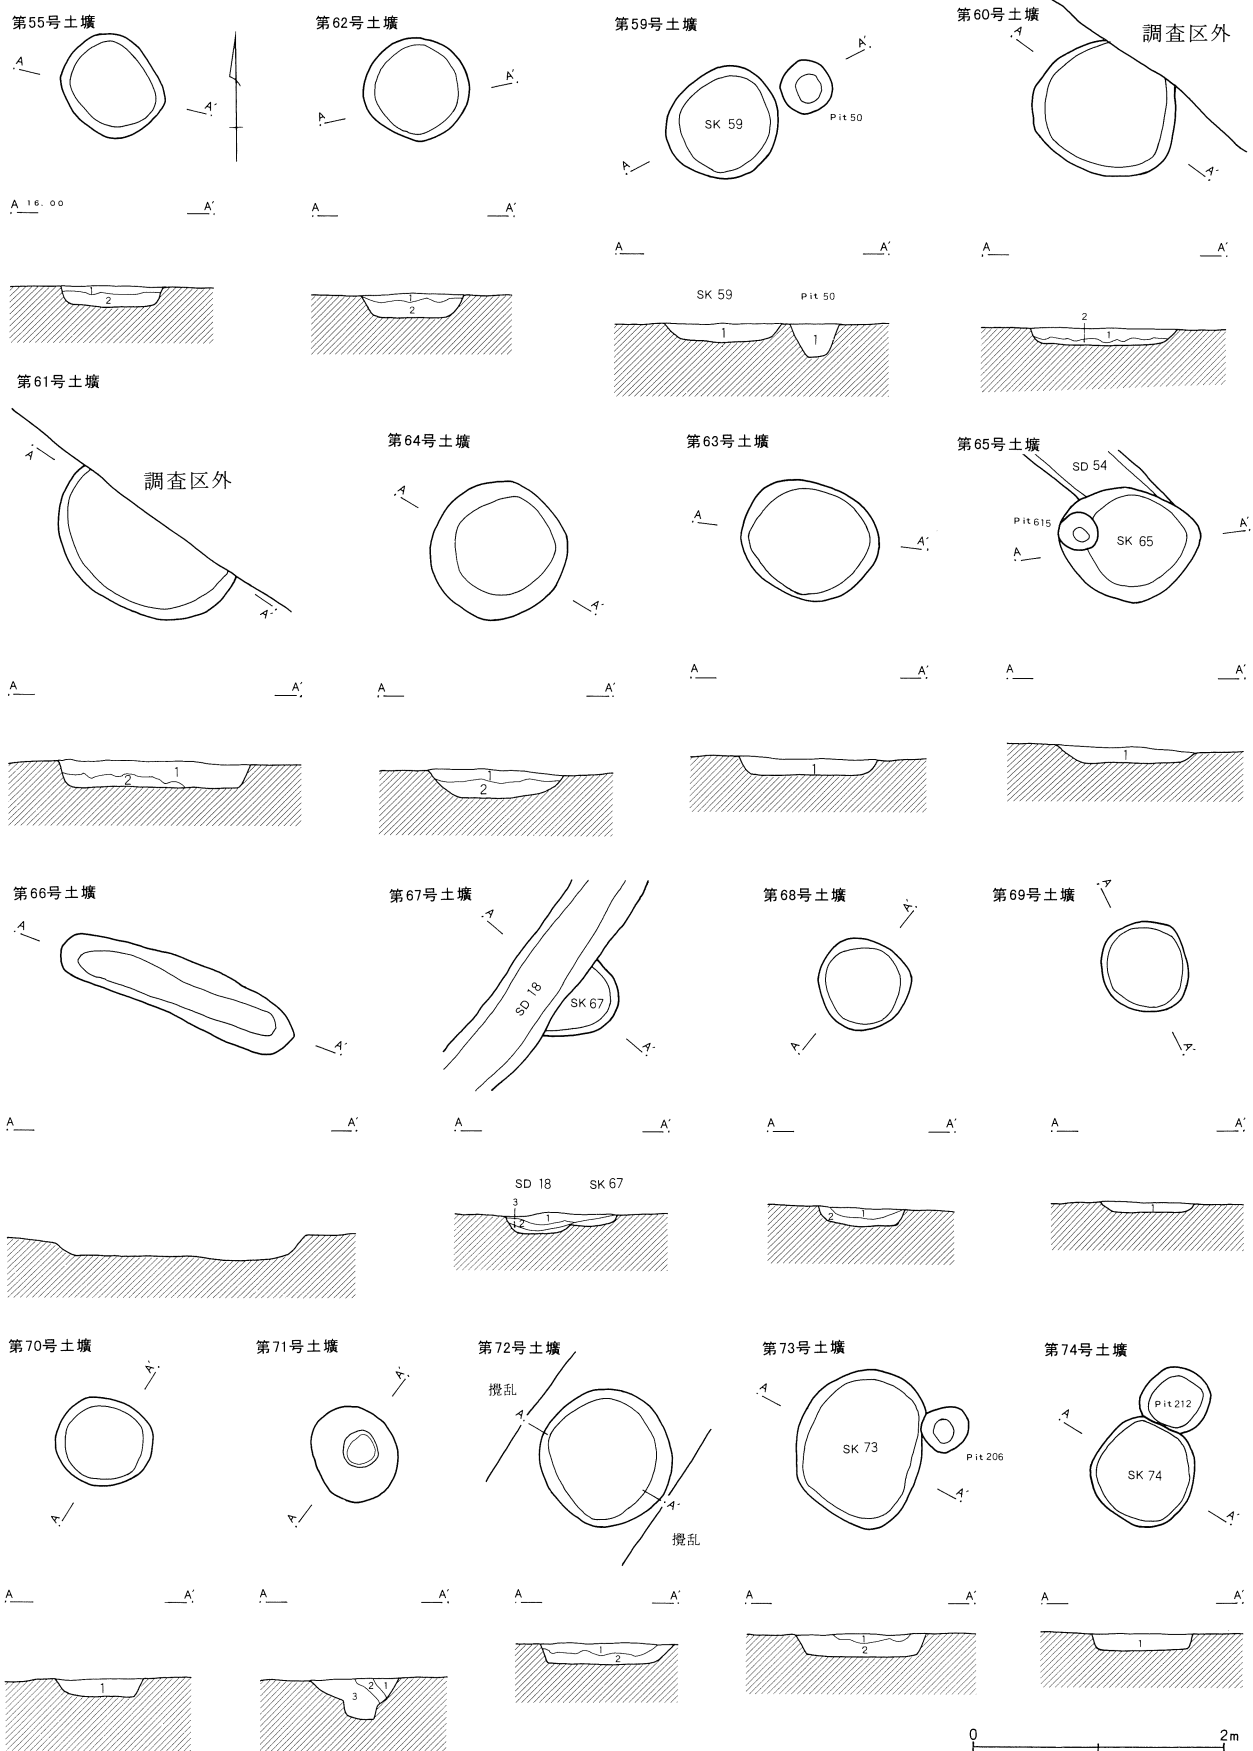 第55号土壙
A
A′
A 16.00
A′
1
2
第62号土壙
A
A′
A
A′
1
2
第59号土壙
A
A′
SK 59
Pit50
A
A′
SK 59
Pit 50
1
1
第60号土壙
調査区外
A
A′
A
A′
2
1
第61号土壙
調査区外
A
A′
A
A′
1
2
第64号土壙
A
A′
A
A′
1
2
第63号土壙
A
A′
A
A′
1
第65号土壙
SD 54
Pit615
SK 65
A
A′
A
A′
1
第66号土壙
A
A′
A
A′
第67号土壙
A
SD 18
SK 67
A′
A
A′
SD 18
SK 67
3
2
1
第68号土壙
A′
A
A
A′
2
1
第69号土壙
A
A′
A
A′
1
第70号土壙
A′
A
A
A′
1
第71号土壙
A′
A
A
A′
3
2
1
第72号土壙
攪乱
A
A′
攪乱
A
A′
1
2
第73号土壙
A
SK 73
Pit 206
A′
A
A′
1
2
第74号土壙
A
Pit212
SK 74
A′
A
A′
1
0
2m